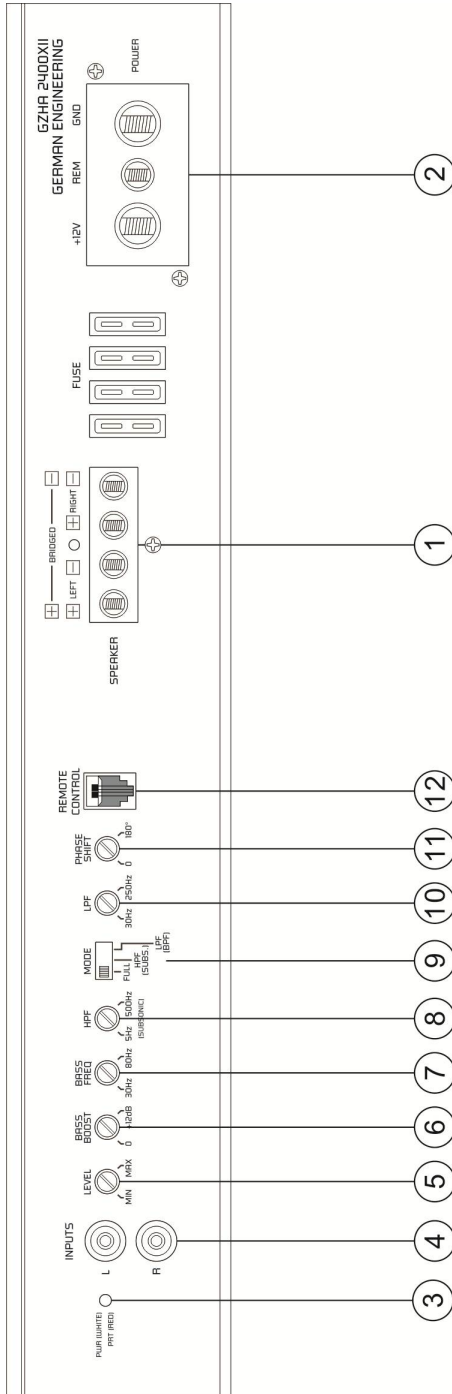 GZHA 2400XII
GERMAN ENGINEERING
+12V
REM
GND
POWER
FUSE
BRIDGED
+
−
+
LEFT
−
+
RIGHT
−
SPEAKER
REMOTE
CONTROL
PHASE
SHIFT
0
180°
LPF
30Hz
250Hz
MODE
FULL
HPF
(SUBS.)
LPF
(BPF)
HPF
5Hz
500Hz
(SUBSONIC)
BASS
FREQ
30Hz
80Hz
BASS
BOOST
0
+12dB
LEVEL
MIN
MAX
INPUTS
L
R
PWR (WHITE)
PRT (RED)
3
4
5
6
7
8
9
10
11
12
1
2